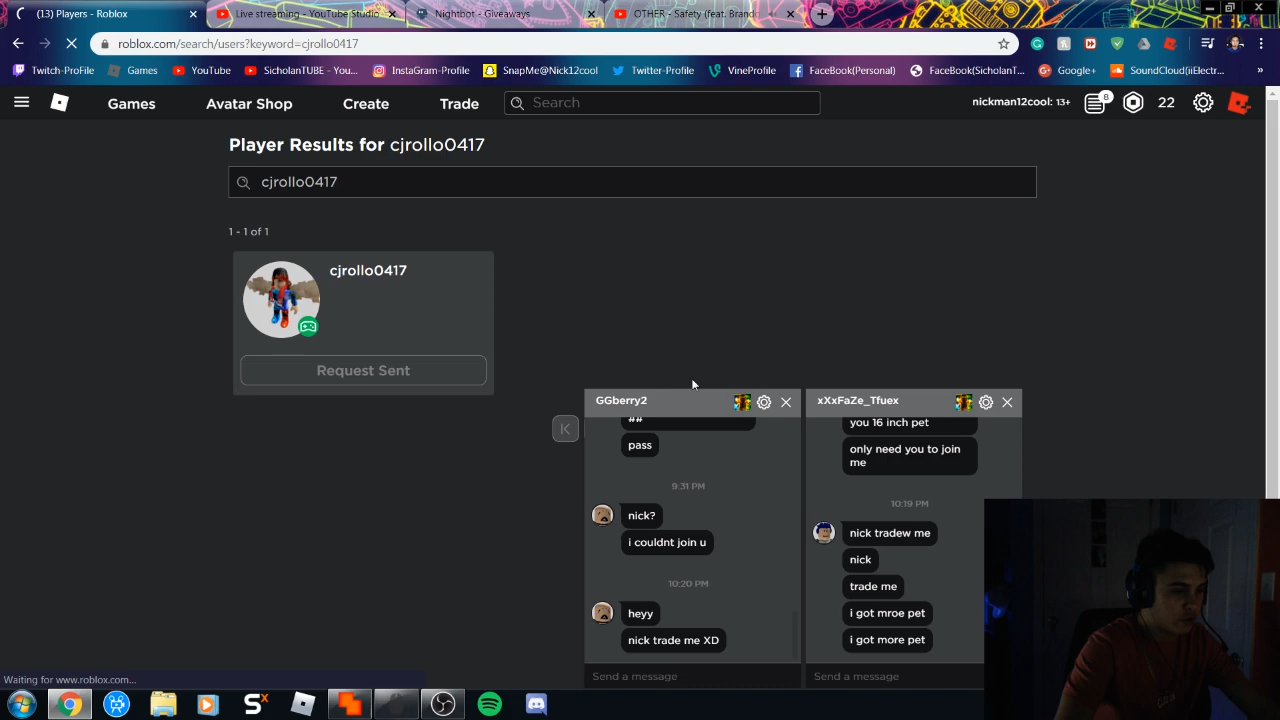 (13) Players - Roblox
Live streaming - YouTube Studio
Nightbot - Giveaways
OTHER - Safety (feat. Brandi
roblox.com/search/users?keyword=cjrollo0417
Twitch-ProFile
Games
YouTube
SicholanTUBE - You...
InstaGram-Profile
SnapMe@Nick12cool
Twitter-Profile
VineProfile
FaceBook(Personal)
FaceBook(SicholanT...
Google+
SoundCloud(iiElectr...
»
Games
Avatar Shop
Create
Trade
Search
nickman12cool: 13+
8
22
Player Results for cjrollo0417
cjrollo0417
1 - 1 of 1
cjrollo0417
Request Sent
GGberry2
##
pass
9:31 PM
nick?
i couldnt join u
10:20 PM
heyy
nick trade me XD
Send a message
xXxFaZe_Tfuex
you 16 inch pet
only need you to join
me
10:19 PM
nick tradew me
nick
trade me
i got mroe pet
i got more pet
Send a message
Waiting for www.roblox.com...